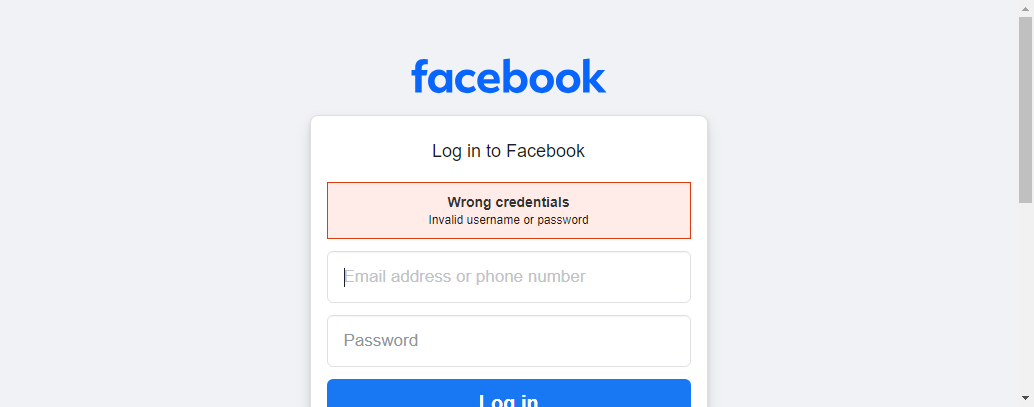 facebook
Log in to Facebook
Wrong credentials
Invalid username or password
Email address or phone number
Password
Log in